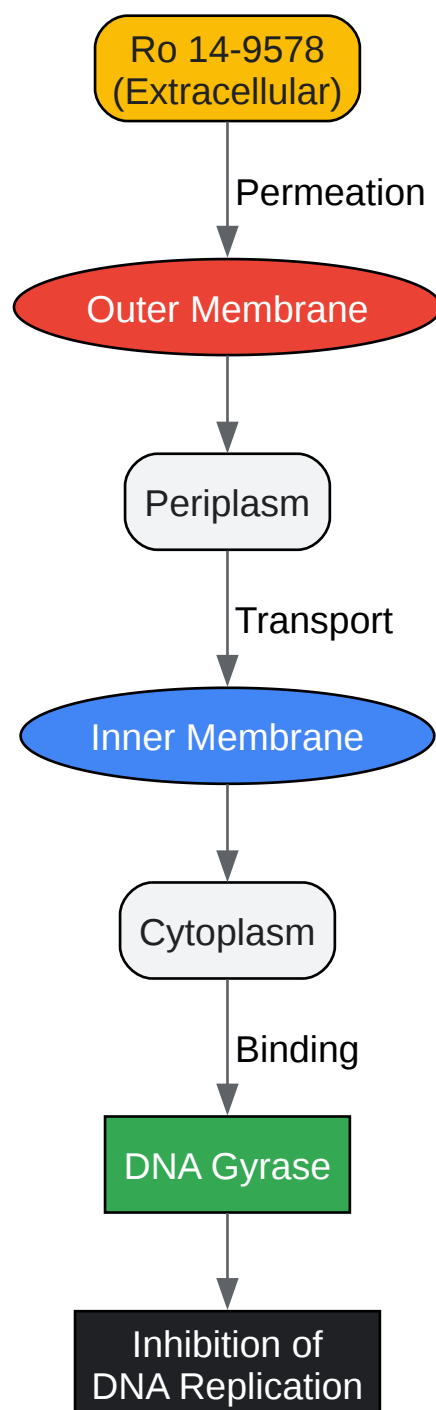 Ro 14-9578
(Extracellular)
Permeation
Outer Membrane
Periplasm
Transport
Inner Membrane
Cytoplasm
Binding
DNA Gyrase
Inhibition of
DNA Replication